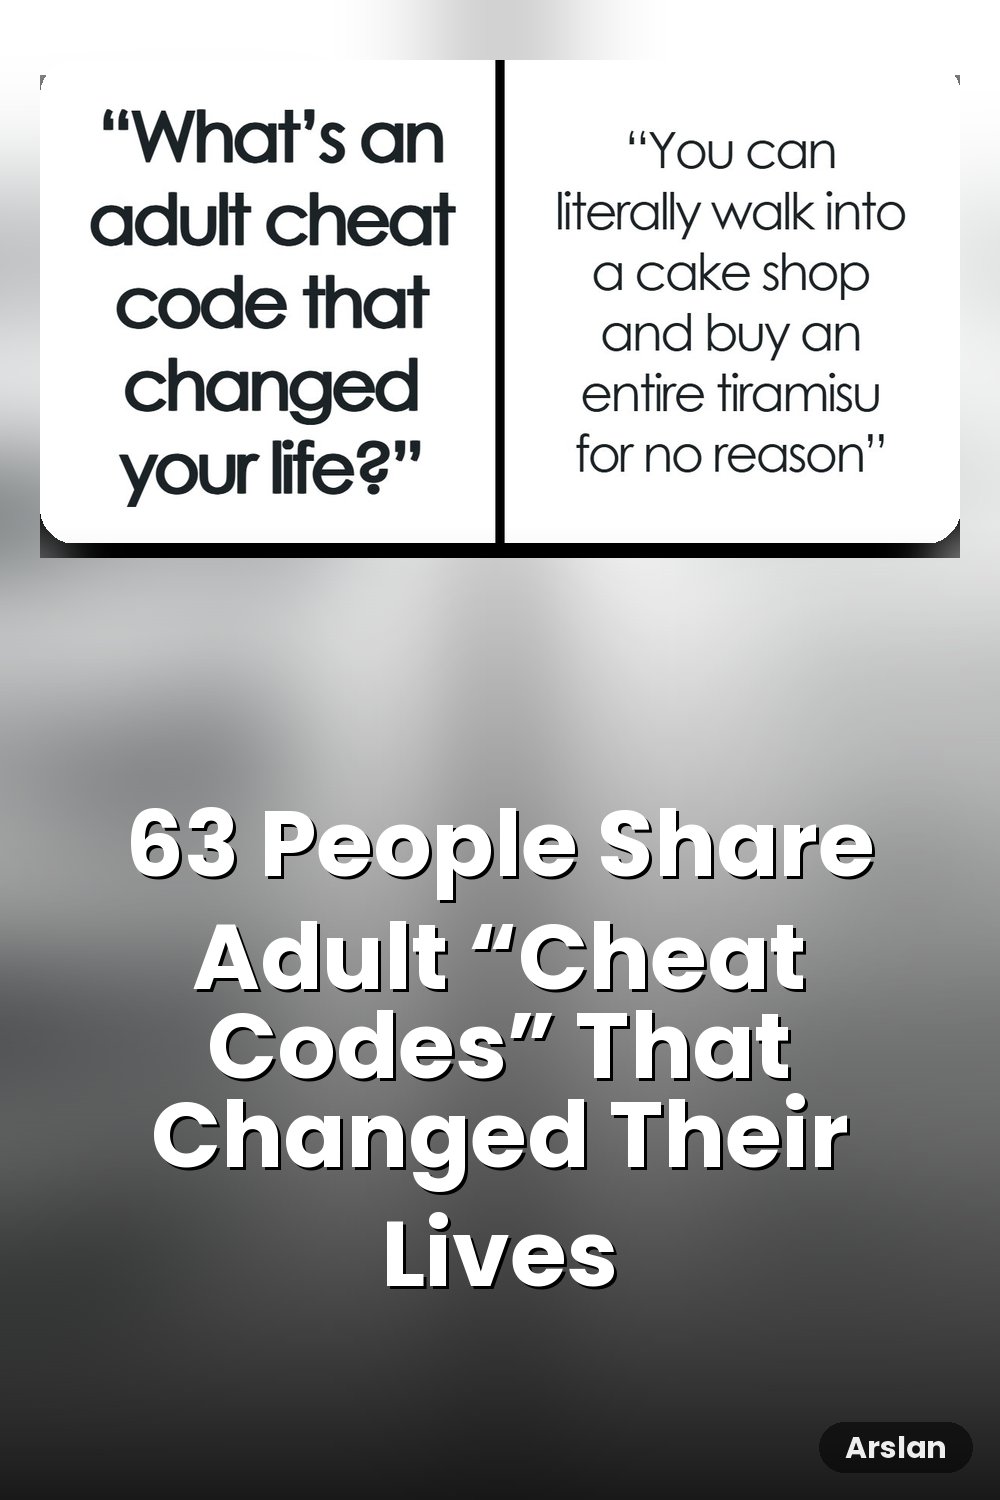 “What’s an
adult cheat
code that
changed
your life?”
“You can
literally walk into
a cake shop
and buy an
entire tiramisu
for no reason”
63 People Share
Adult “Cheat
Codes” That
Changed Their
Lives
Arslan